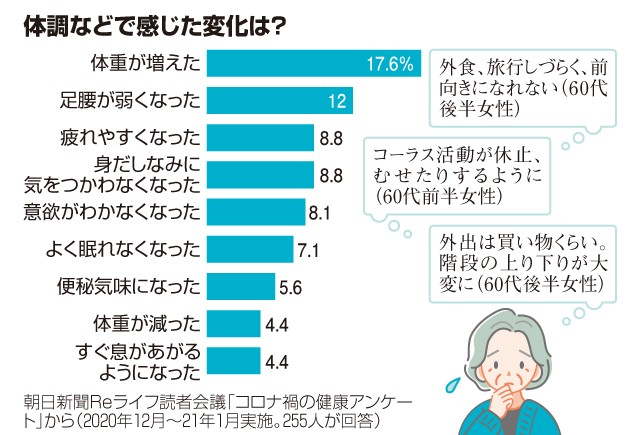 体調などで感じた変化は?
体重が増えた
17.6%
足腰が弱くなった
12
疲れやすくなった
8.8
身だしなみに
気をつかわなくなった
8.8
意欲がわかなくなった
8.1
よく眠れなくなった
7.1
便秘気味になった
5.6
体重が減った
4.4
すぐ息があがる
ようになった
4.4
外食、旅行しづらく、前
向きになれない(60代
後半女性)
コーラス活動が休止、
むせたりするように
(60代前半女性)
外出は買い物くらい。
階段の上り下りが大
変に(60代後半女性)
朝日新聞Reライフ読者会議「コロナ禍の健康アンケー
ト」から(2020年12月〜21年1月実施。255人が回答)